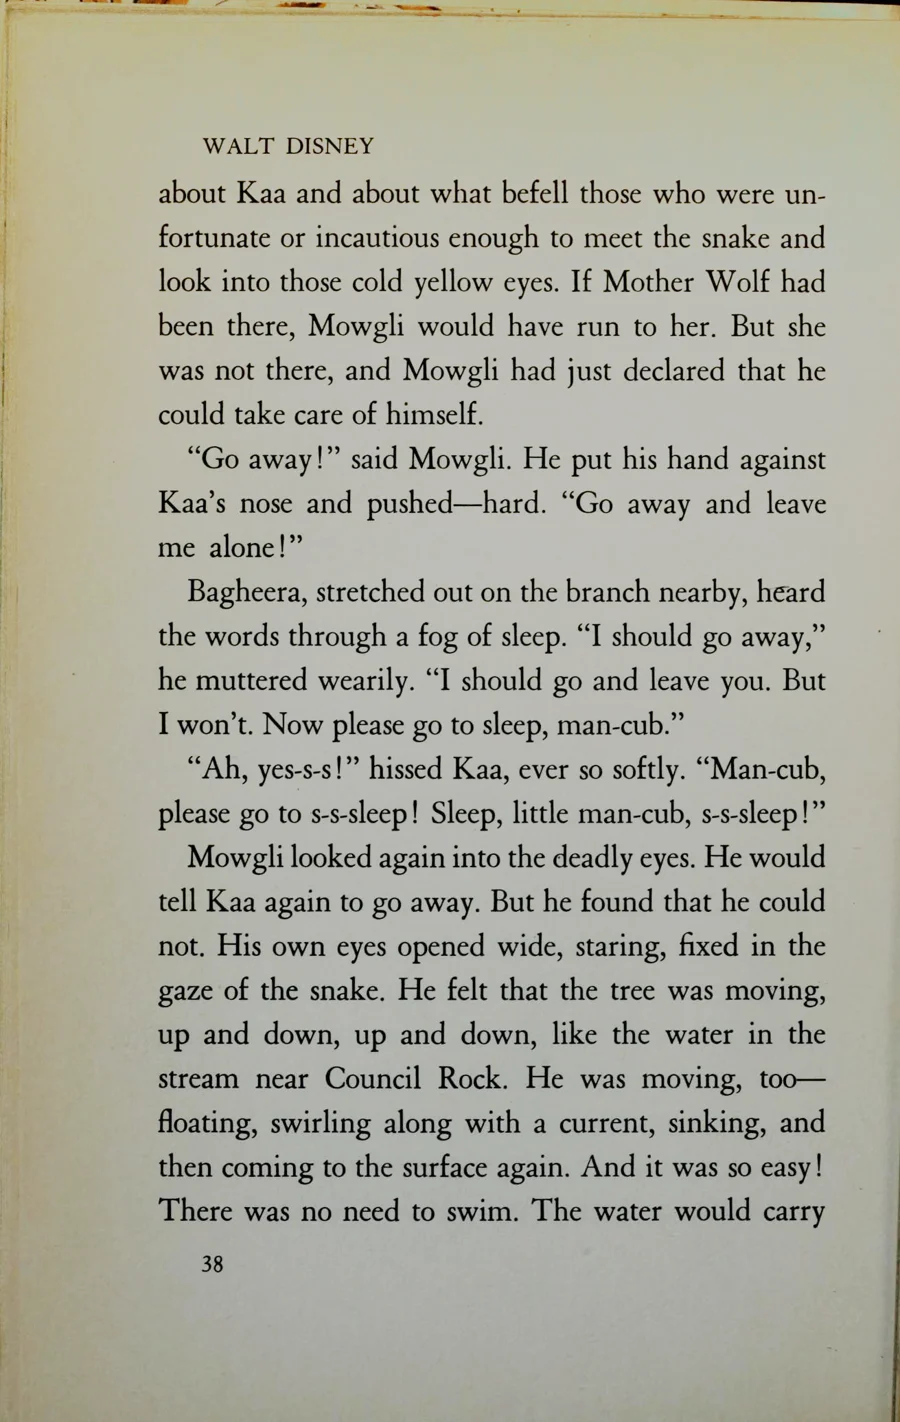 WALT DISNEY
about Kaa and about what befell those who were un-
fortunate or incautious enough to meet the snake and
look into those cold yellow eyes. If Mother Wolf had
been there, Mowgli would have run to her. But she
was not there, and Mowgli had just declared that he
could take care of himself.
“Go away!” said Mowgli. He put his hand against
Kaa’s nose and pushed—hard. “Go away and leave
me alone!”
Bagheera, stretched out on the branch nearby, heard
the words through a fog of sleep. “I should go away,”
he muttered wearily. “I should go and leave you. But
I won’t. Now please go to sleep, man-cub.”
“Ah, yes-s-s!” hissed Kaa, ever so softly. “Man-cub,
please go to s-s-sleep! Sleep, little man-cub, s-s-sleep!”
Mowgli looked again into the deadly eyes. He would
tell Kaa again to go away. But he found that he could
not. His own eyes opened wide, staring, fixed in the
gaze of the snake. He felt that the tree was moving,
up and down, up and down, like the water in the
stream near Council Rock. He was moving, too—
floating, swirling along with a current, sinking, and
then coming to the surface again. And it was so easy!
There was no need to swim. The water would carry
38